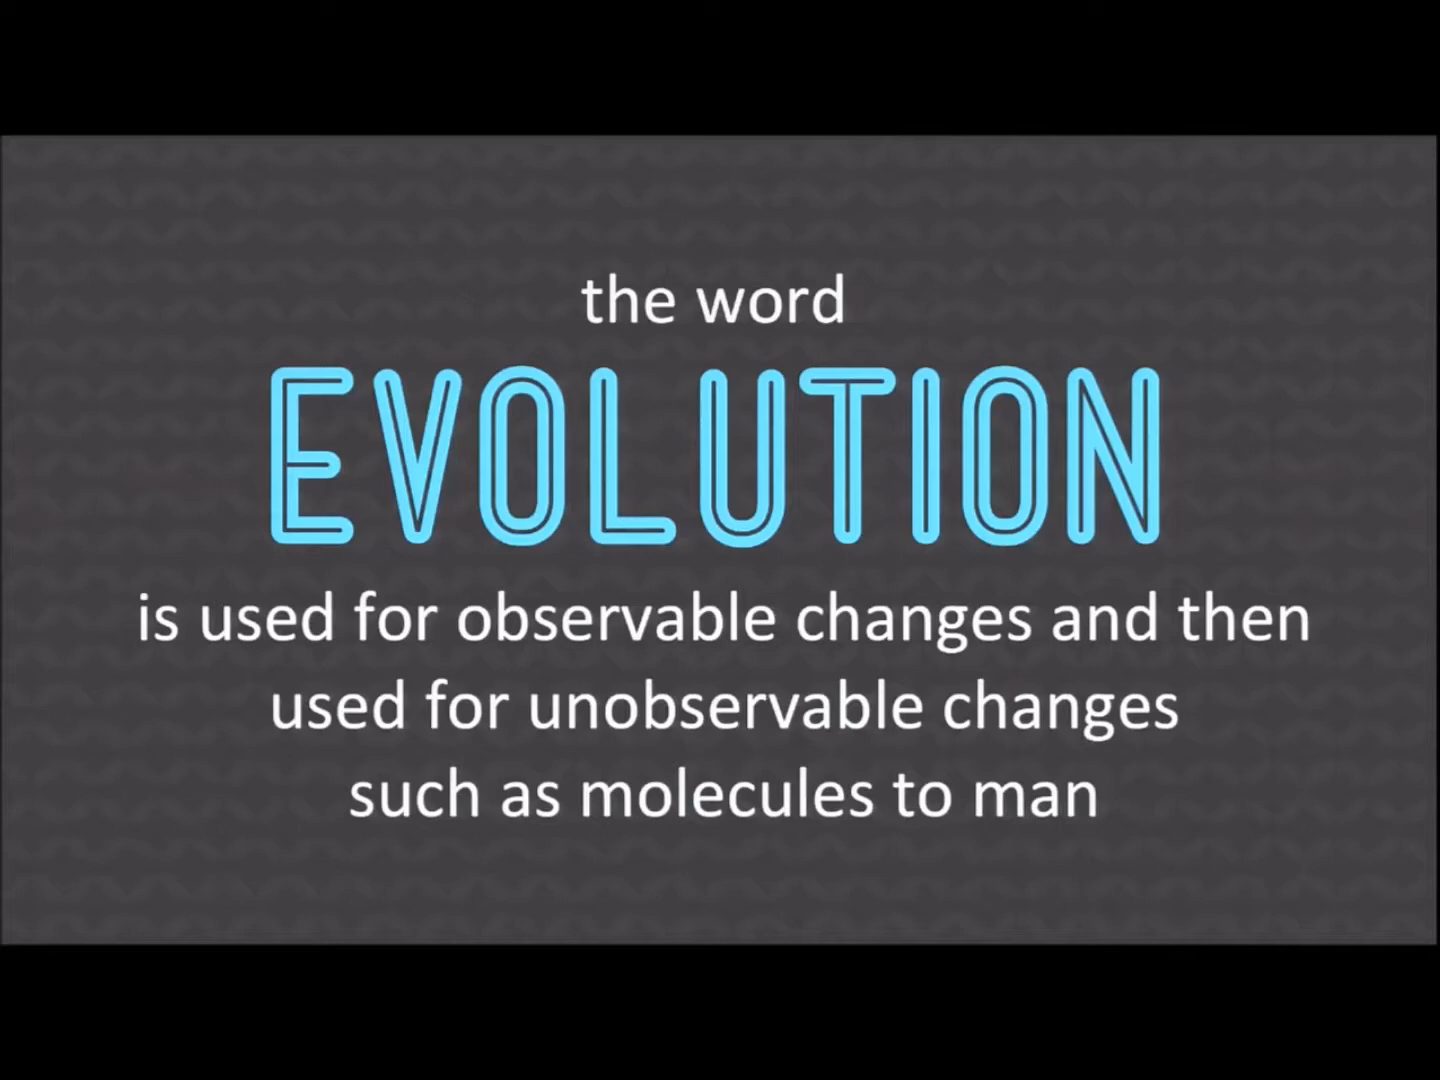 the word
EVOLUTION
is used for observable changes and then
used for unobservable changes
such as molecules to man